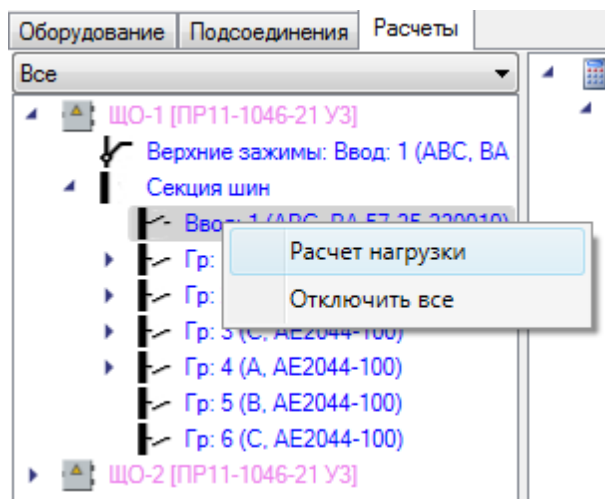 Оборудование Подсоединения Расчеты
Все
ЩО-1 [ПР11-1046-21 У3]
Верхние зажимы: Ввод: 1 (ABC, ВА
Секция шин
Ввод: 1 (ABC, ВА 57-35-330010)
Расчет нагрузки
Гр:
Отключить все
Гр:
Гр: 3 (C, АЕ2044-100)
Гр: 4 (A, АЕ2044-100)
Гр: 5 (B, АЕ2044-100)
Гр: 6 (C, АЕ2044-100)
ЩО-2 [ПР11-1046-21 У3]